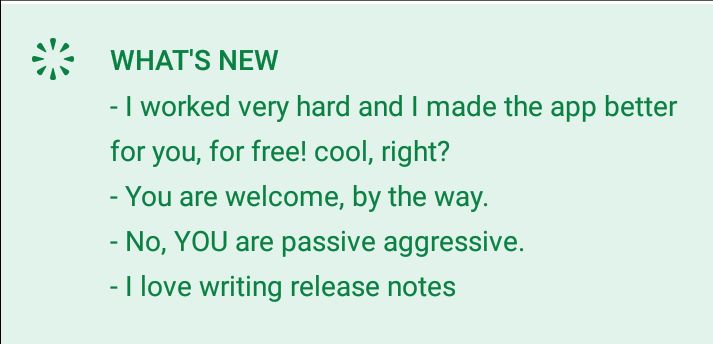 WHAT'S NEW
- I worked very hard and I made the app better
for you, for free! cool, right?
- You are welcome, by the way.
- No, YOU are passive aggressive.
- I love writing release notes